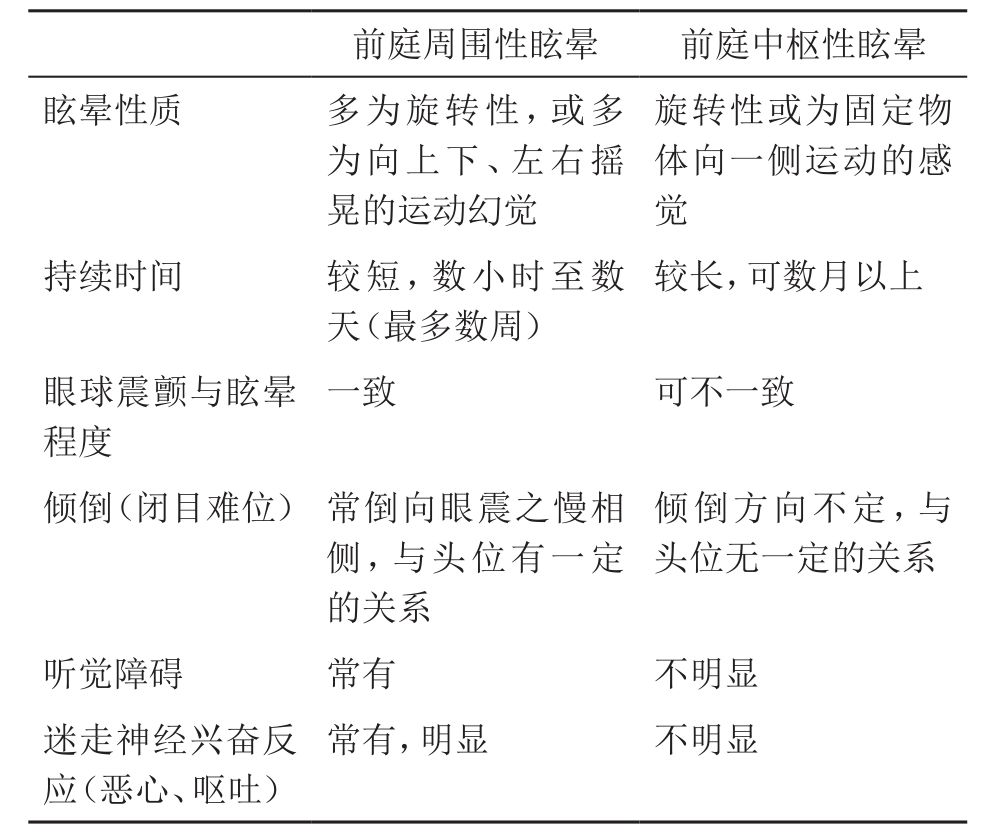 前庭周围性眩晕 前庭中枢性眩晕
眩晕性质 多为旋转性,或多 旋转性或为固定物
为向上下、左右摇 体向一侧运动的感
晃的运动幻觉 觉
持续时间 较短,数小时至数 较长,可数月以上
天(最多数周)
眼球震颤与眩晕 一致 可不一致
程度
倾倒(闭目难位) 常倒向眼震之慢相 倾倒方向不定,与
侧,与头位有一定 头位无一定的关系
的关系
听觉障碍 常有 不明显
迷走神经兴奋反 常有,明显 不明显
应(恶心、呕吐)